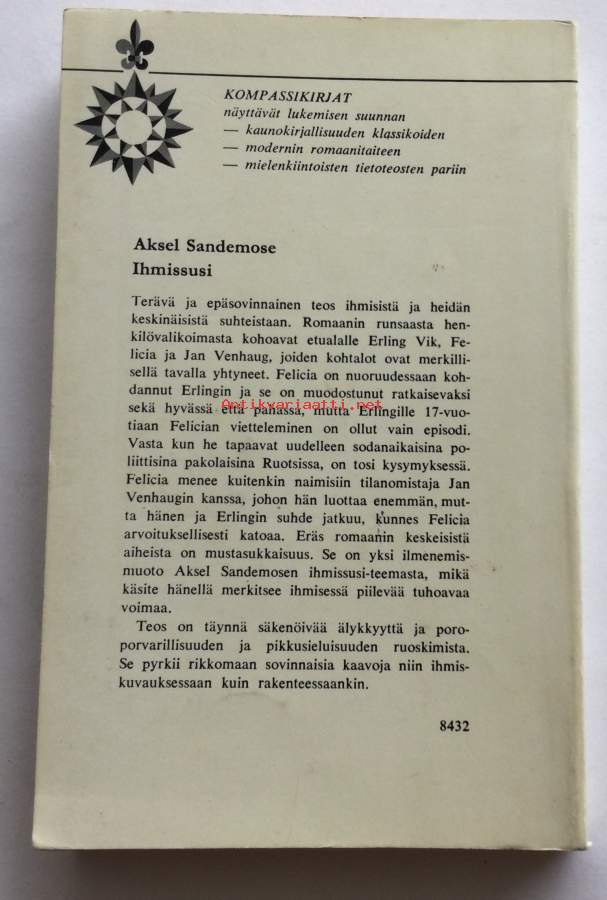 KOMPASSIKIRJAT
näyttävät lukemisen suunnan
— kaunokirjallisuuden klassikoiden
— modernin romaanitaiteen
— mielenkiintoisten tietoteosten pariin
Aksel Sandemose
Ihmissusi
Terävä ja epäsovinnainen teos ihmisistä ja heidän
keskinäisistä suhteistaan. Romaanin runsaasta hen-
kilövalikoimasta kohoavat etualalle Erling Vik, Fe-
licia ja Jan Venhaug, joiden kohtalot ovat merkilli-
sellä tavalla yhtyneet. Felicia on nuoruudessaan koh-
dannut Erlingin ja se on muodostunut ratkaisevaksi
sekä hyvässä että pahassa, mutta Erlingille 17-vuo-
Antikvariaatti.net
tiaan Felician vietteleminen on ollut vain episodi.
Vasta kun he tapaavat uudelleen sodanaikaisina po-
liittisina pakolaisina Ruotsissa, on tosi kysymyksessä.
Felicia menee kuitenkin naimisiin tilanomistaja Jan
Venhaugin kanssa, johon hän luottaa enemmän, mut-
ta hänen ja Erlingin suhde jatkuu, kunnes Felicia
arvoituksellisesti katoaa. Eräs romaanin keskeisistä
aiheista on mustasukkaisuus. Se on yksi ilmenemis-
muoto Aksel Sandemosen ihmissusi-teemasta, mikä
käsite hänellä merkitsee ihmisessä piilevää tuhoavaa
voimaa.
Teos on täynnä säkenöivää älykkyyttä ja poro-
porvarillisuuden ja pikkusieluisuuden ruoskimista.
Se pyrkii rikkomaan sovinnaisia kaavoja niin ihmis-
kuvauksessaan kuin rakenteessaankin.
8432